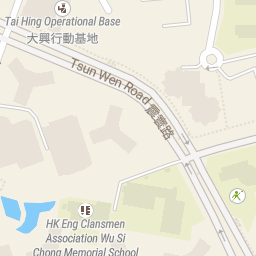 Tai Hing Operational Base
大興行動基地
Tsun Wen Road 震寰路
HK Eng Clansmen
Association Wu Si
Chong Memorial School